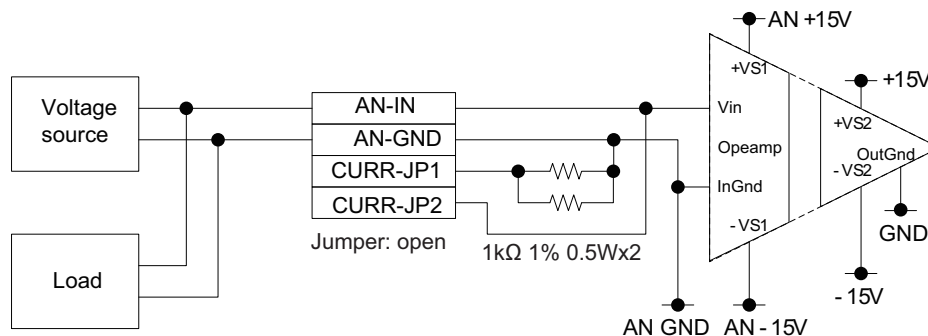 AN +15V
Voltage
source
AN-IN
AN-GND
CURR-JP1
CURR-JP2
Jumper: open
1kΩ 1% 0.5Wx2
Load
+VS1
Vin
Opeamp
InGnd
- VS1
+15V
+VS2
OutGnd
- VS2
GND
- 15V
AN GND
AN - 15V